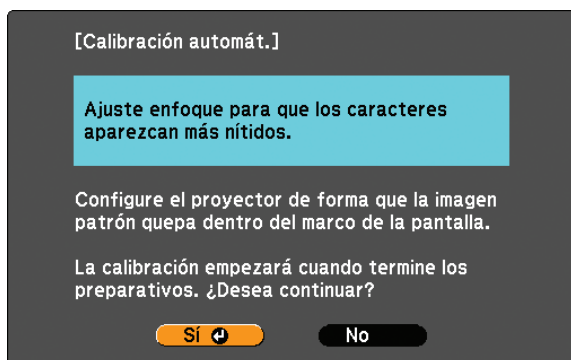 [Calibración automát.]
Ajuste enfoque para que los caracteres
aparezcan más nítidos.
Configure el proyector de forma que la imagen
patrón quepa dentro del marco de la pantalla.
La calibración empezará cuando termine los
preparativos. ¿Desea continuar?
Sí No